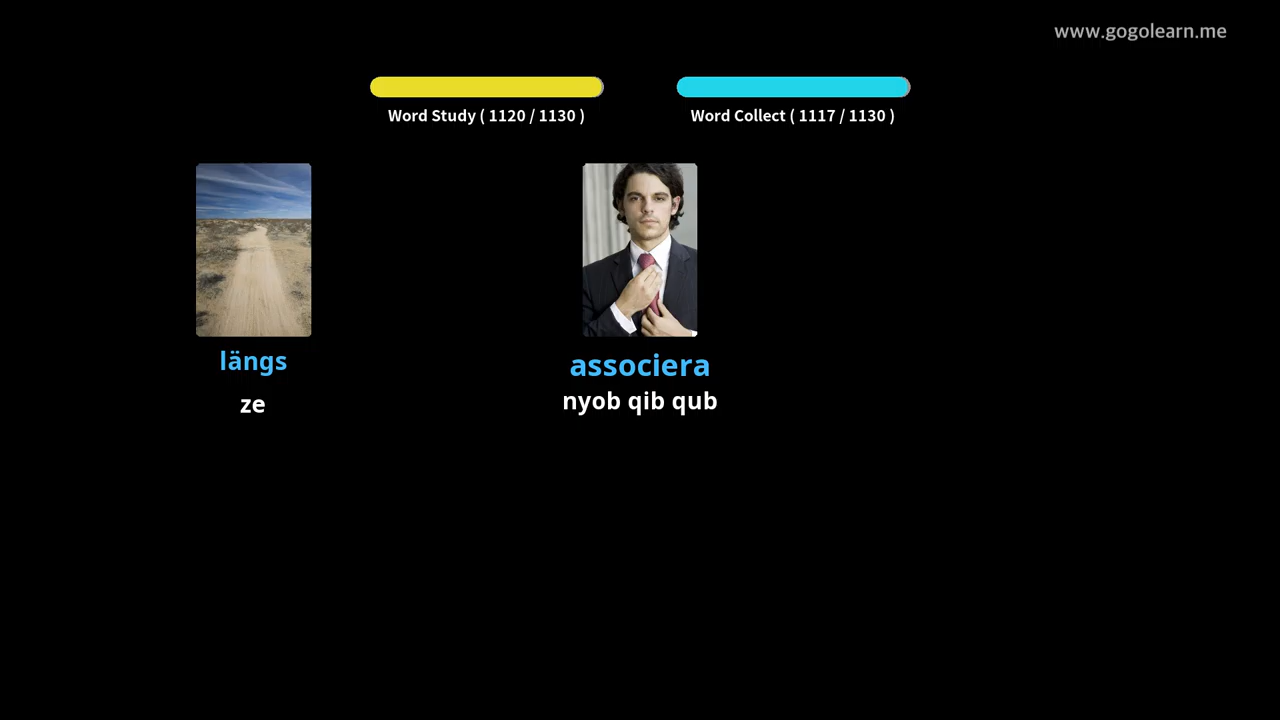 www.gogolearn.me
Word Study ( 1120 / 1130 )
Word Collect ( 1117 / 1130 )
längs
ze
associera
nyob qib qub